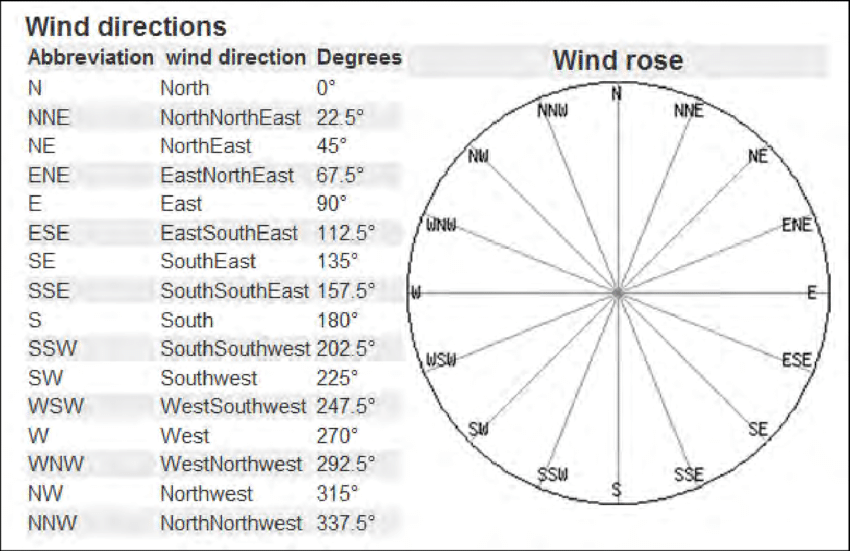 Wind directions
Abbreviation wind direction Degrees
N North 0°
NNE NorthNorthEast 22.5°
NE NorthEast 45°
ENE EastNorthEast 67.5°
E East 90°
ESE EastSouthEast 112.5°
SE SouthEast 135°
SSE SouthSouthEast 157.5°
S South 180°
SSW SouthSouthwest 202.5°
SW Southwest 225°
WSW WestSouthwest 247.5°
W West 270°
WNW WestNorthwest 292.5°
NW Northwest 315°
NNW NorthNorthwest 337.5°
Wind rose
N
NNW NNE
NW NE
WNW ENE
W E
WSW ESE
SW SE
SSW SSE
S